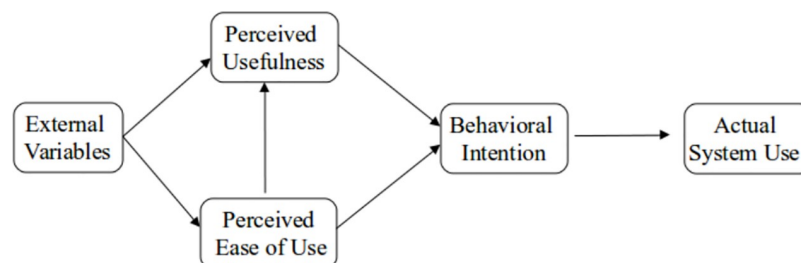 Perceived
Usefulness
External
Variables
Behavioral
Intention
Actual
System Use
Perceived
Ease of Use